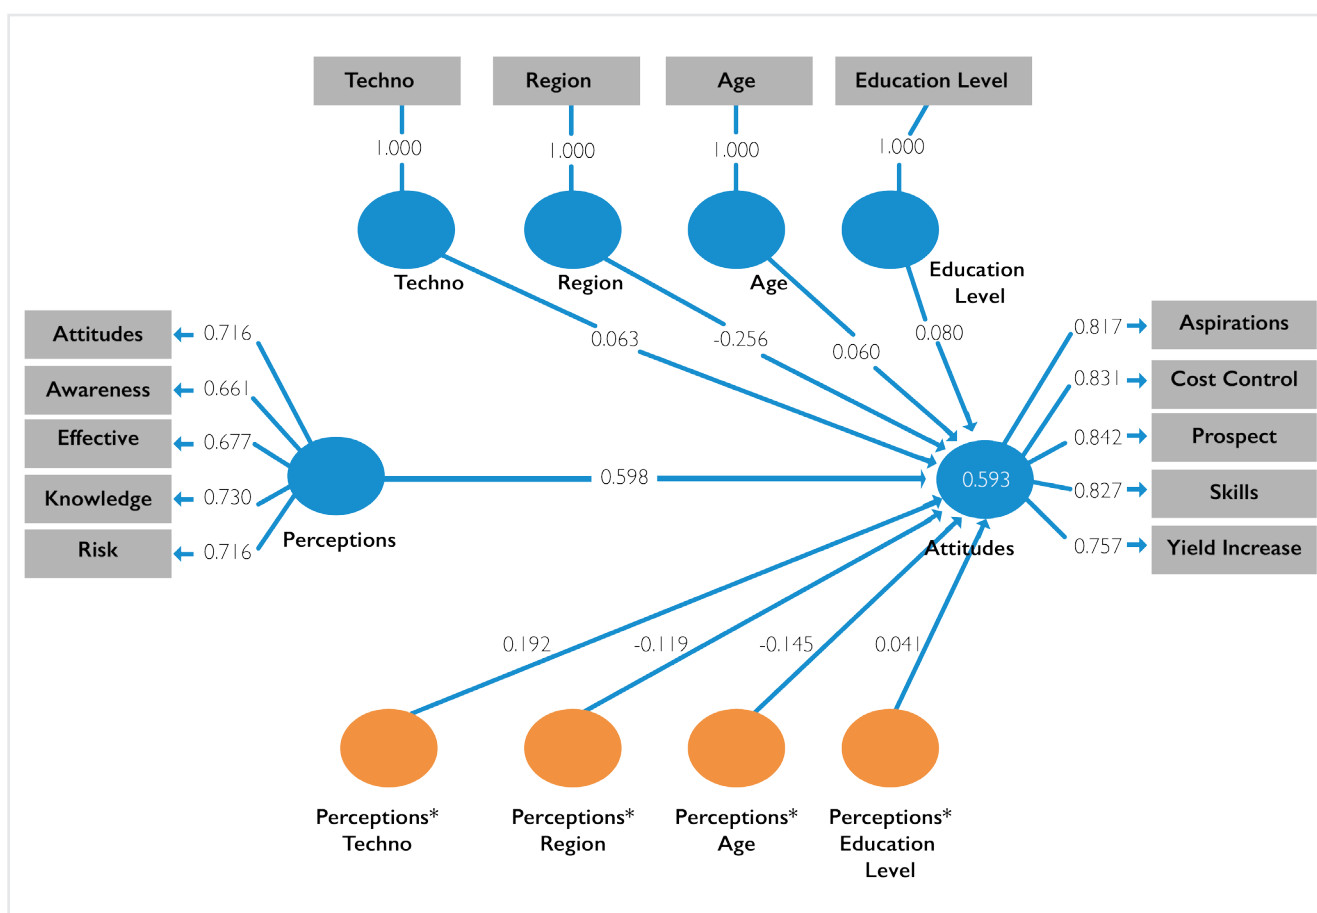 Techno
Region
Age
Education Level
1.000
1.000
1.000
1.000
Techno
Region
Age
Education
Level
0.063
-0.256
0.060
0.080
Attitudes
Awareness
Effective
Knowledge
Risk
0.716
0.661
0.677
0.730
0.716
Perceptions
0.598
0.593
Attitudes
0.817
0.831
0.842
0.827
0.757
Aspirations
Cost Control
Prospect
Skills
Yield Increase
0.192
-0.119
-0.145
0.041
Perceptions*
Techno
Perceptions*
Region
Perceptions*
Age
Perceptions*
Education
Level